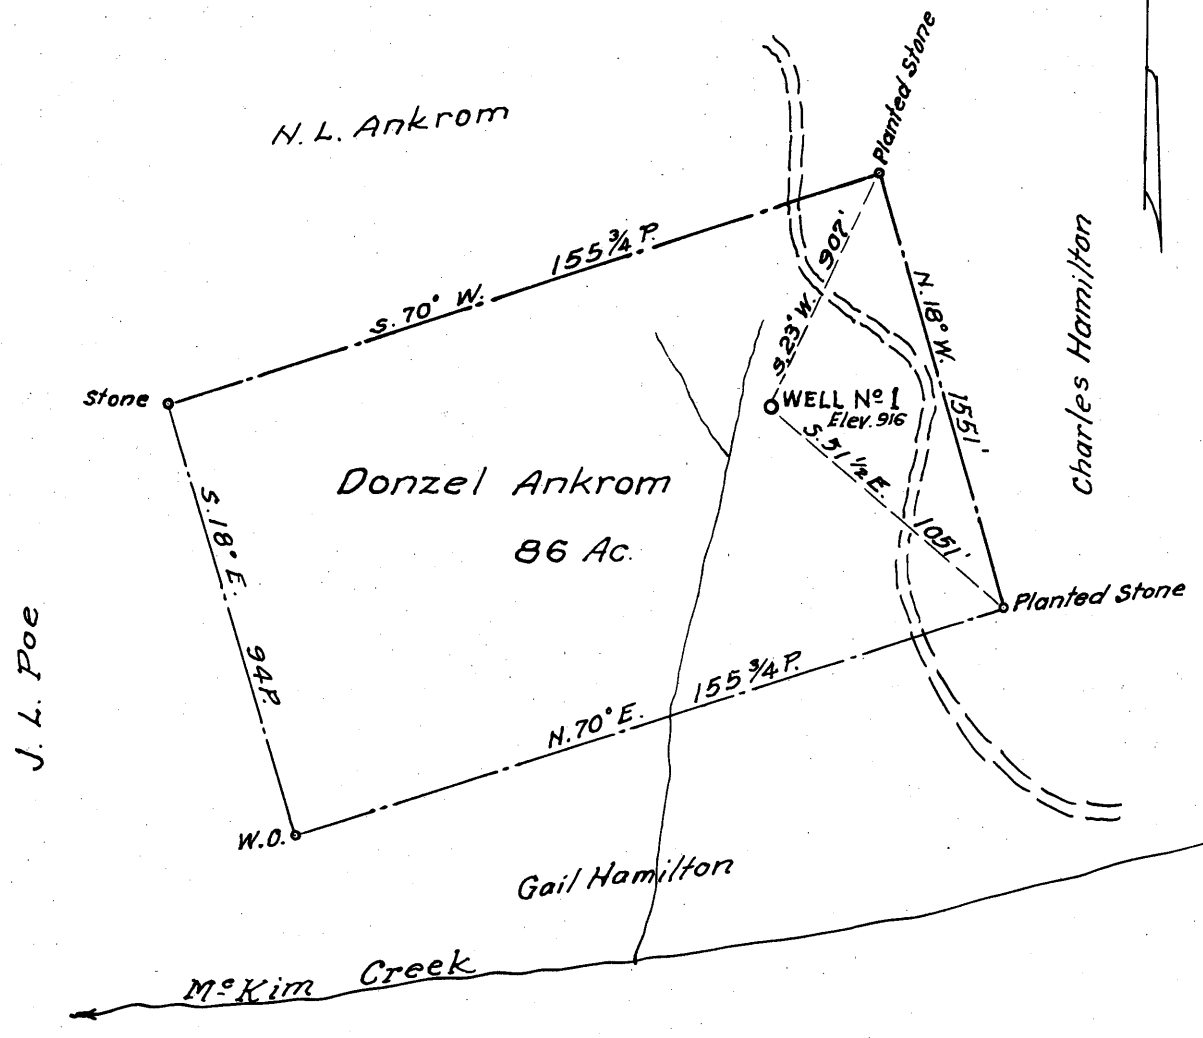 N. L. Ankrom
Planted Stone
155 3/4 P.
S. 70° W.
907'
S. 23° W.
N. 18° W.
1551'
Charles Hamilton
Stone
WELL No 1
Elev. 916
S. 51 1/2 E.
1051'
Donzel Ankrom
86 Ac.
S. 18° E.
94 P.
Planted Stone
J. L. Poe
155 3/4 P.
N. 70° E.
W.O.
Gail Hamilton
McKim Creek